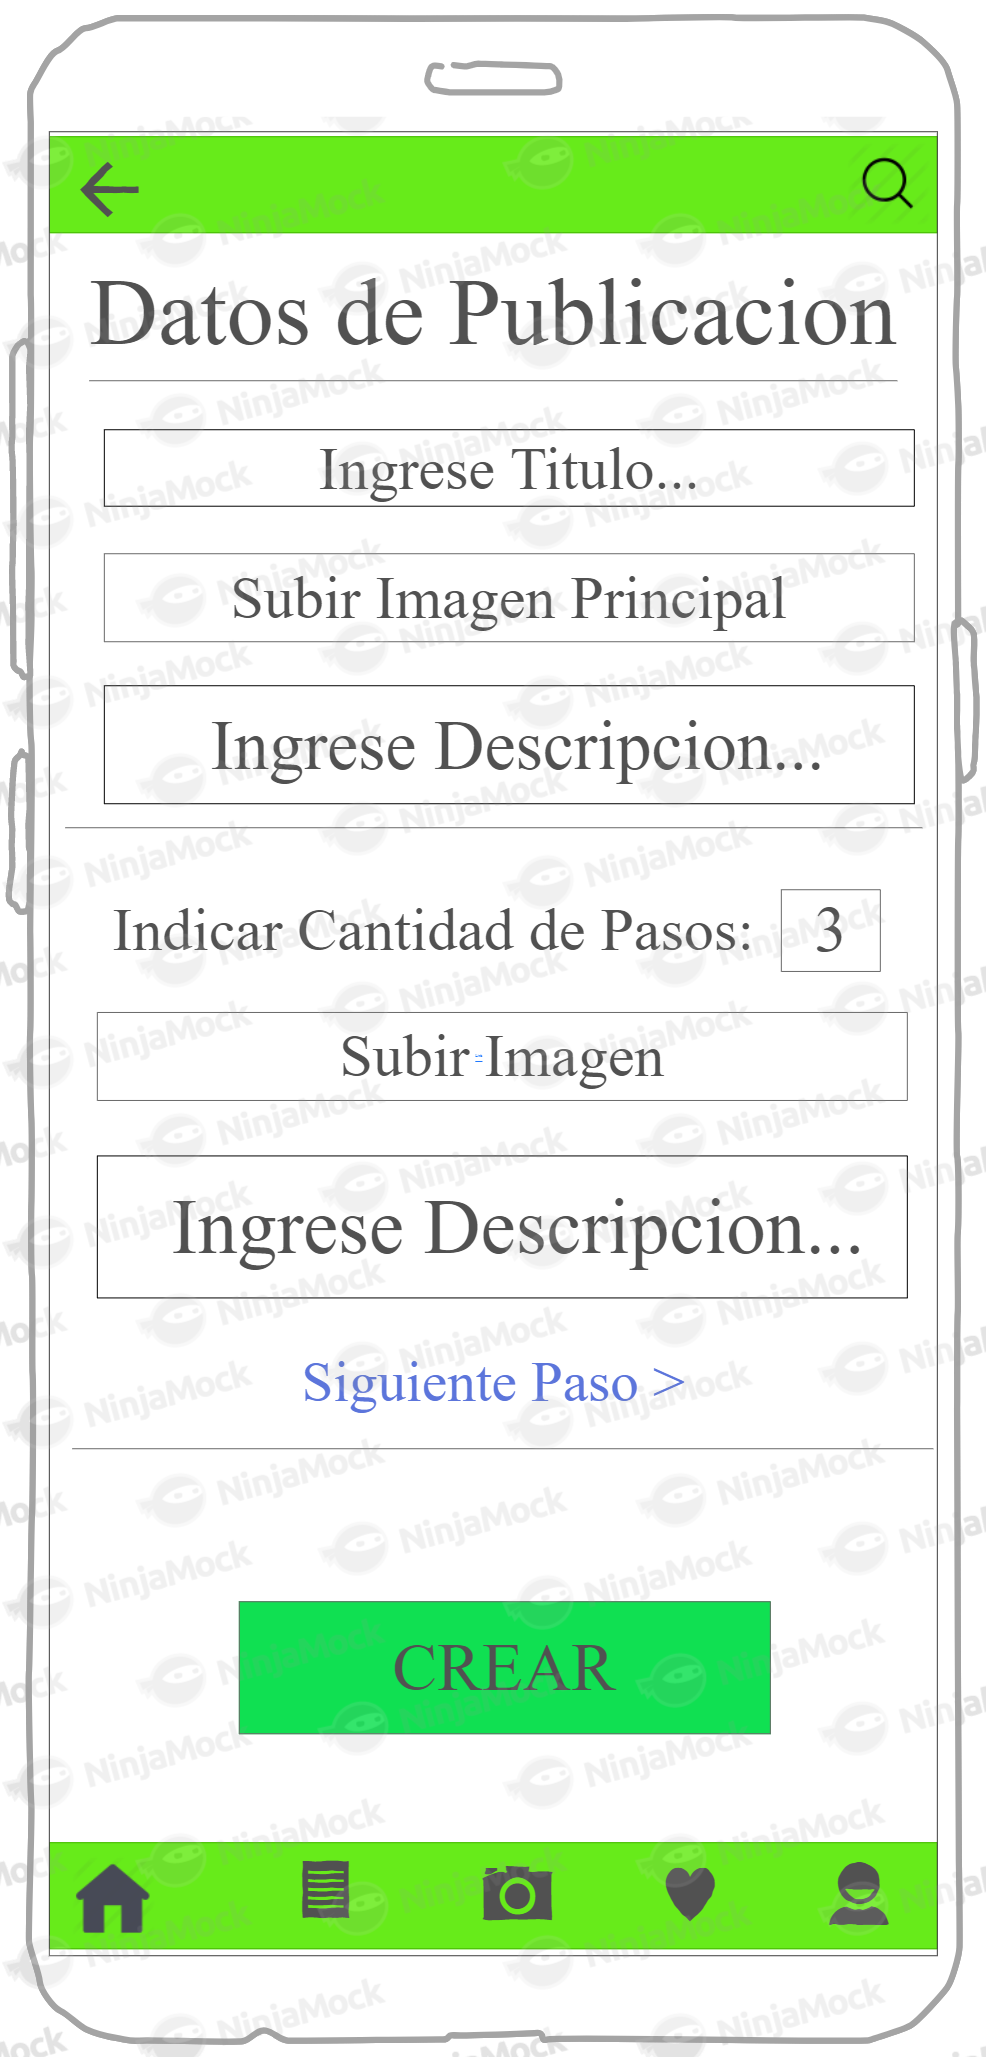 Datos de Publicacion
Ingrese Titulo...
Subir Imagen Principal
Ingrese Descripcion...
Indicar Cantidad de Pasos: 3
Subir Imagen
Ingrese Descripcion...
Siguiente Paso >
CREAR
NinjaMock